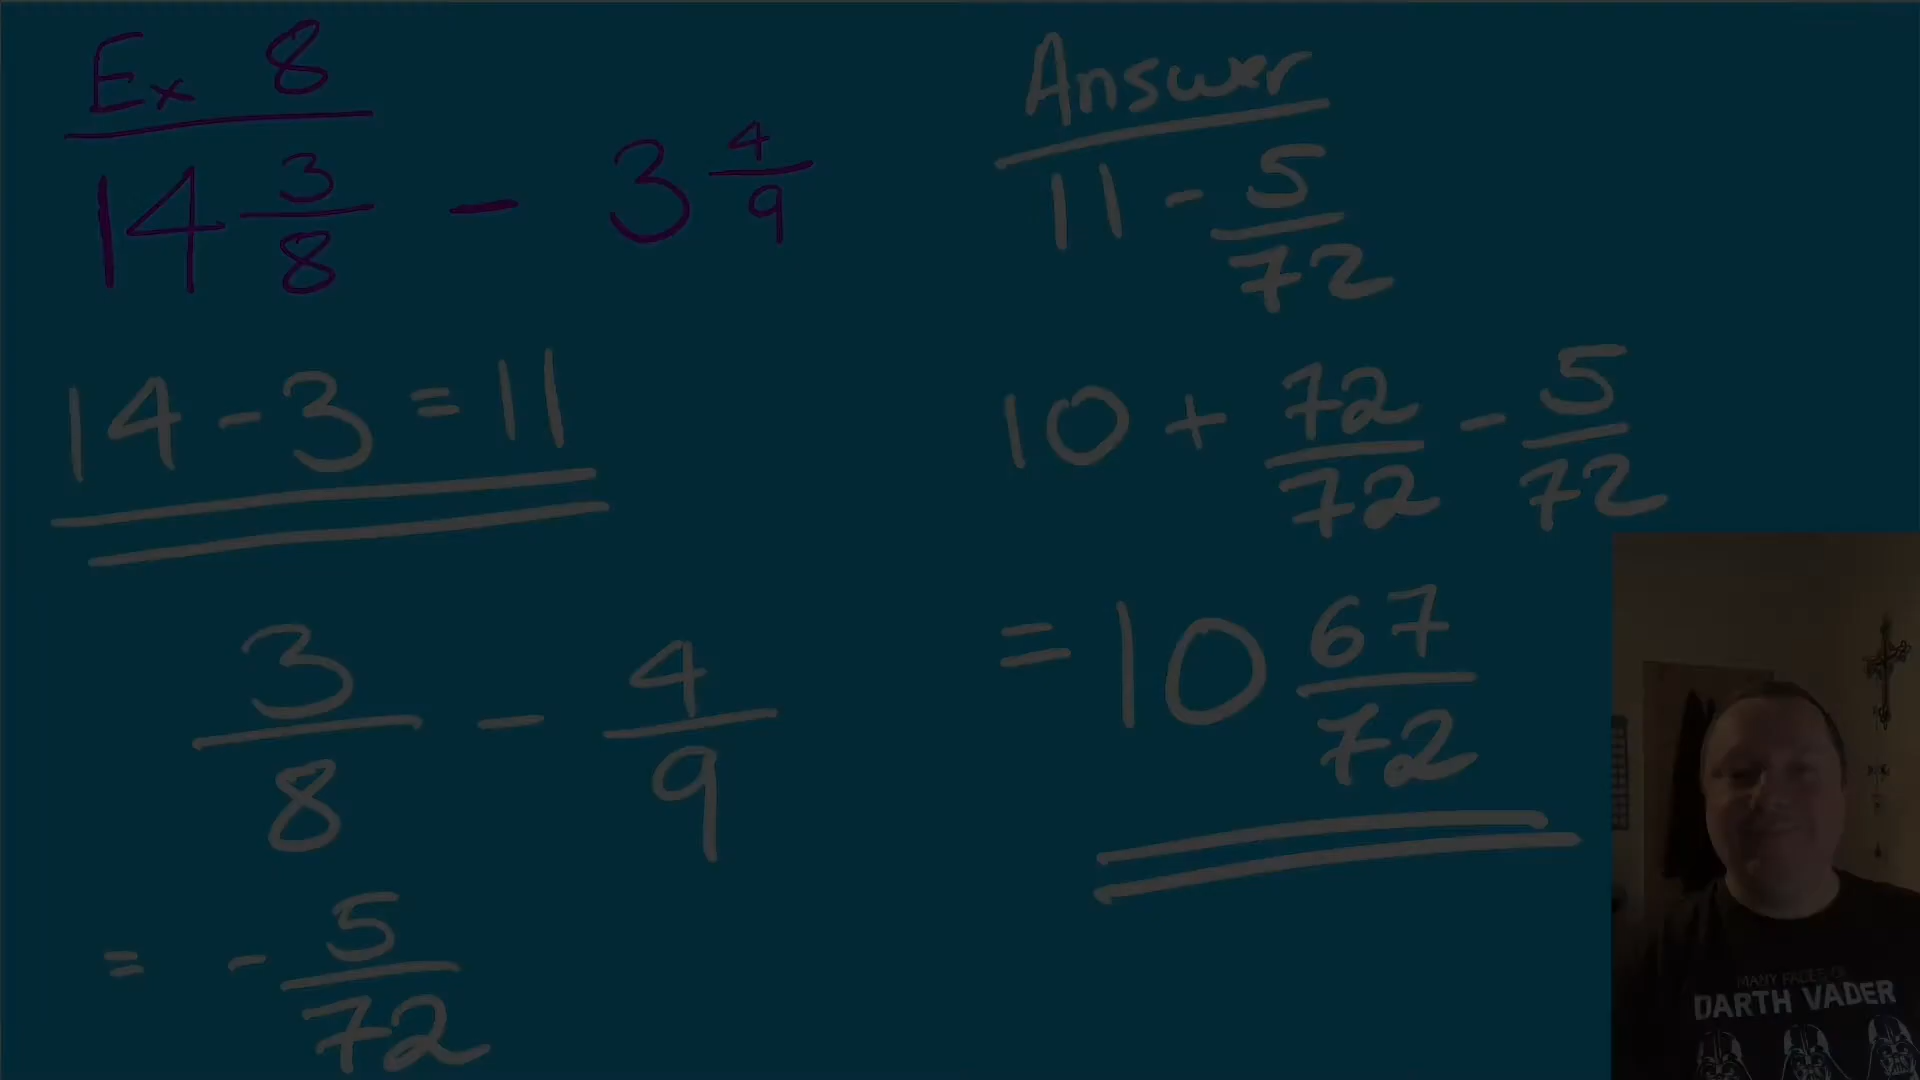 Ex 8
14 3/8 - 3 4/9
14 - 3 = 11
3/8 - 4/9
= - 5/72
Answer
11 - 5/72
10 + 72/72 - 5/72
= 10 67/72
MANY FACES OF
DARTH VADER